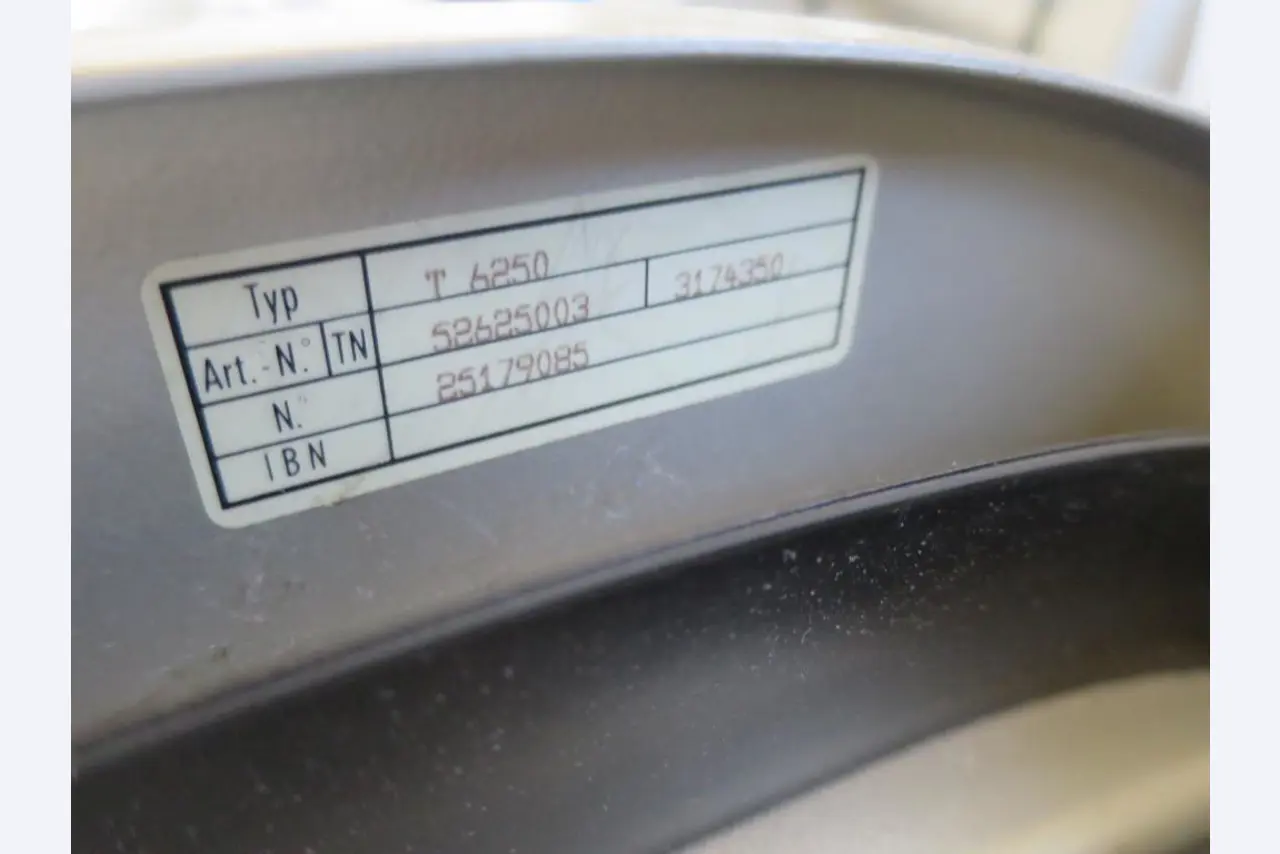 Typ T 6250
Art.-N.° TN 52625003 3174350
N.° 25179085
IBN